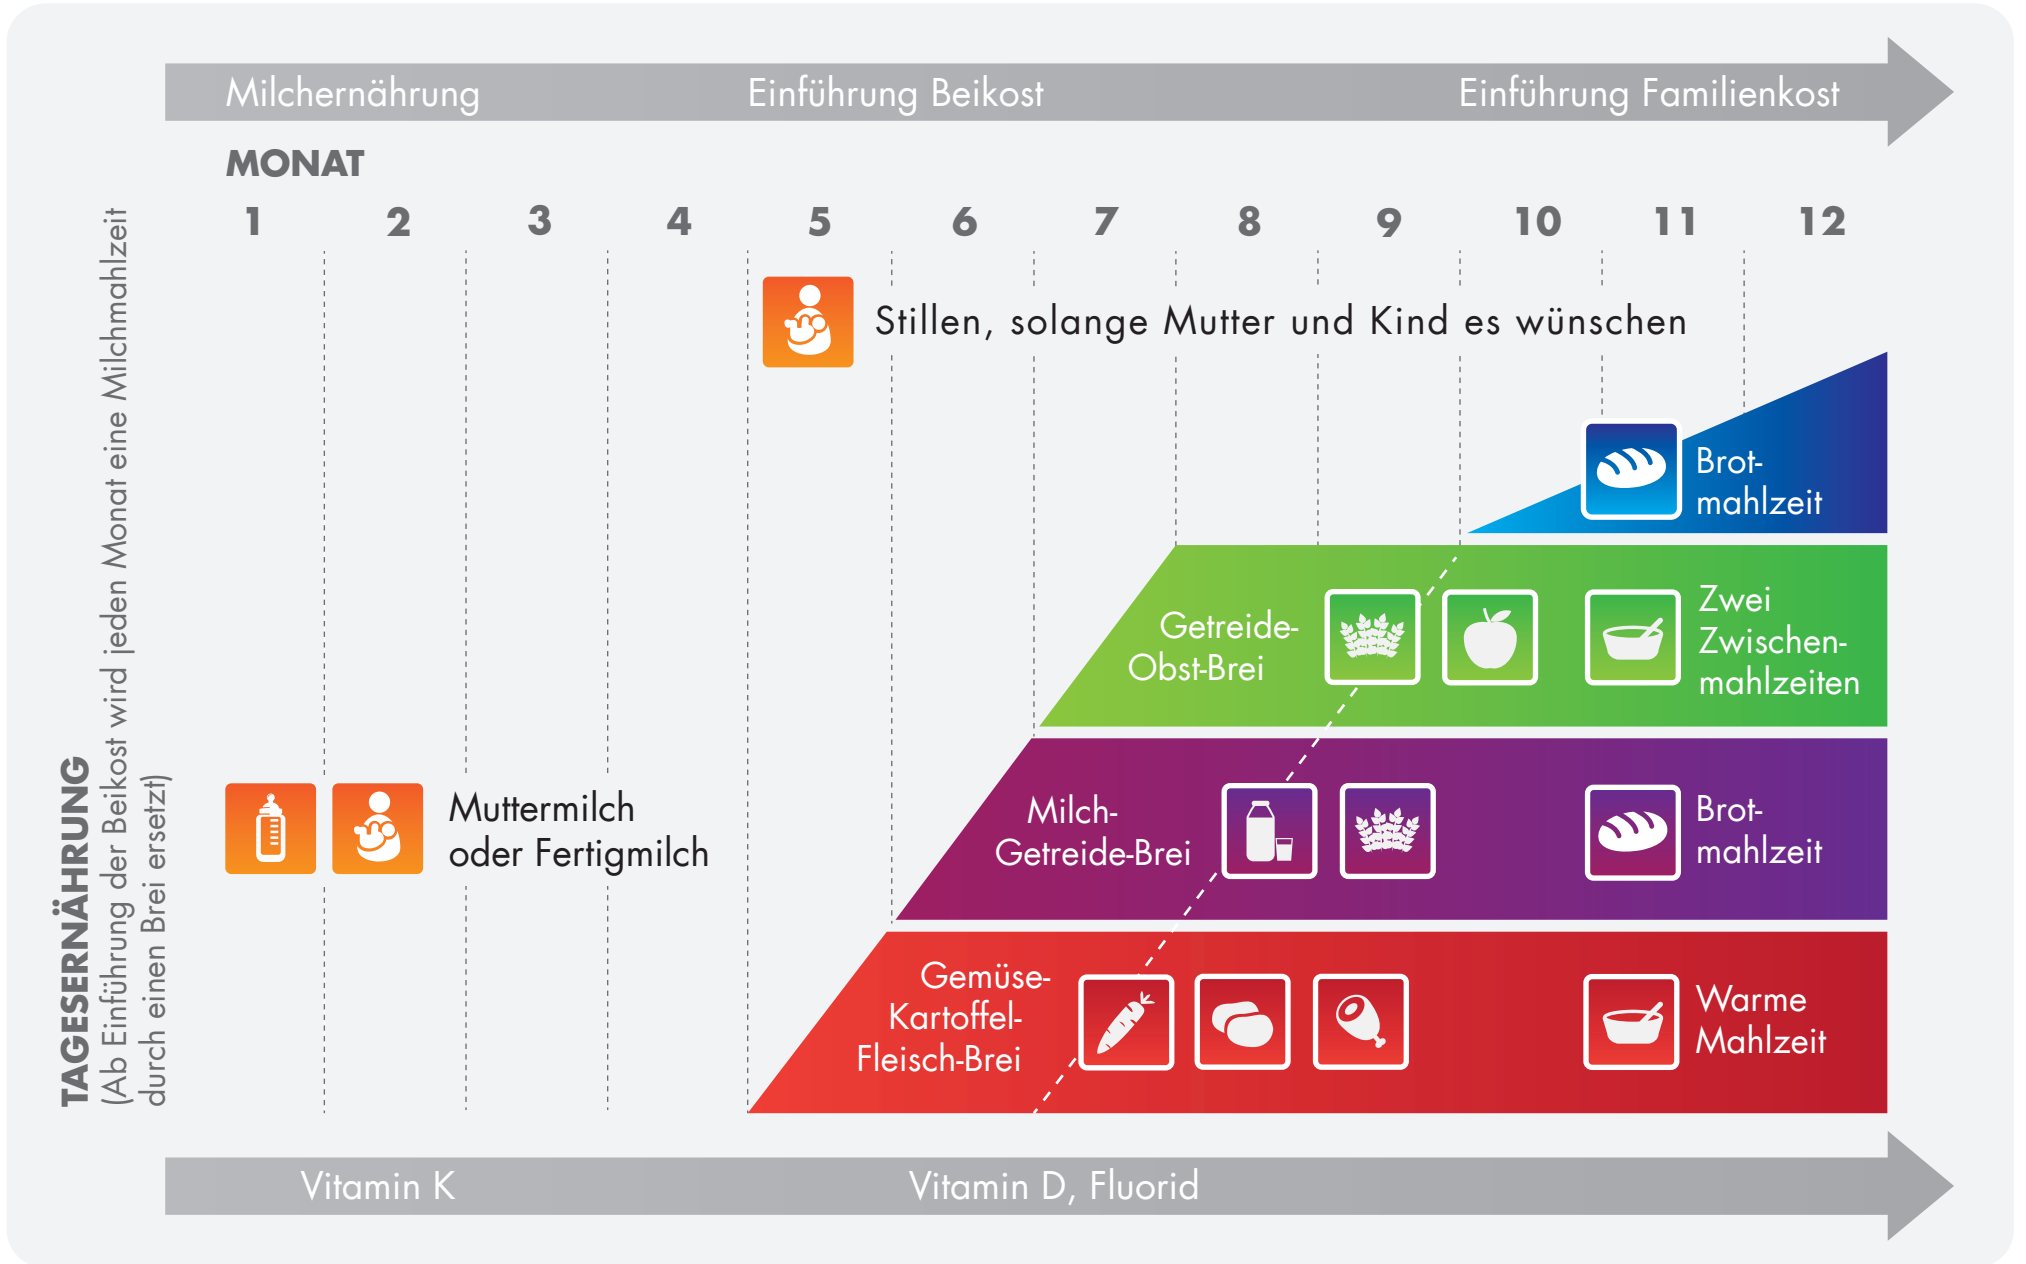 Milchernährung Einführung Beikost Einführung Familienkost
MONAT
1 2 3 4 5 6 7 8 9 10 11 12
TAGESERNÄHRUNG
(Ab Einführung der Beikost wird jeden Monat eine Milchmahlzeit
durch einen Brei ersetzt)
Stillen, solange Mutter und Kind es wünschen
Brot-
mahlzeit
Getreide-
Obst-Brei
Zwei
Zwischen-
mahlzeiten
Muttermilch
oder Fertigmilch
Milch-
Getreide-Brei
Brot-
mahlzeit
Gemüse-
Kartoffel-
Fleisch-Brei
Warme
Mahlzeit
Vitamin K Vitamin D, Fluorid